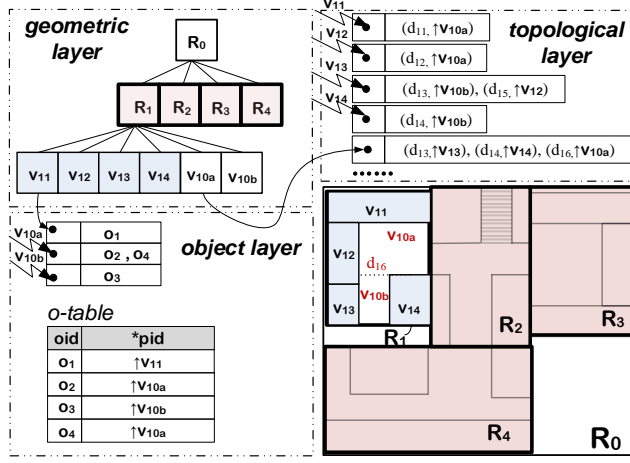 geometric layer
R0
R1 R2 R3 R4
v11 v12 v13 v14 v10a v10b
v11 (d11, ↑v10a)
v12 (d12, ↑v10a)
v13 (d13, ↑v10b), (d15, ↑v12)
v14 (d14, ↑v10b)
(d13,↑v13), (d14,↑v14), (d16,↑v10a)
......
topological layer
object layer
o1
v10a o2 , o4
v10b o3
o-table
oid *pid
o1 ↑v11
o2 ↑v10a
o3 ↑v10b
o4 ↑v10a
v11
v10a
v12
d16
v10b
v13 v14
R1
R2
R3
R4
R0